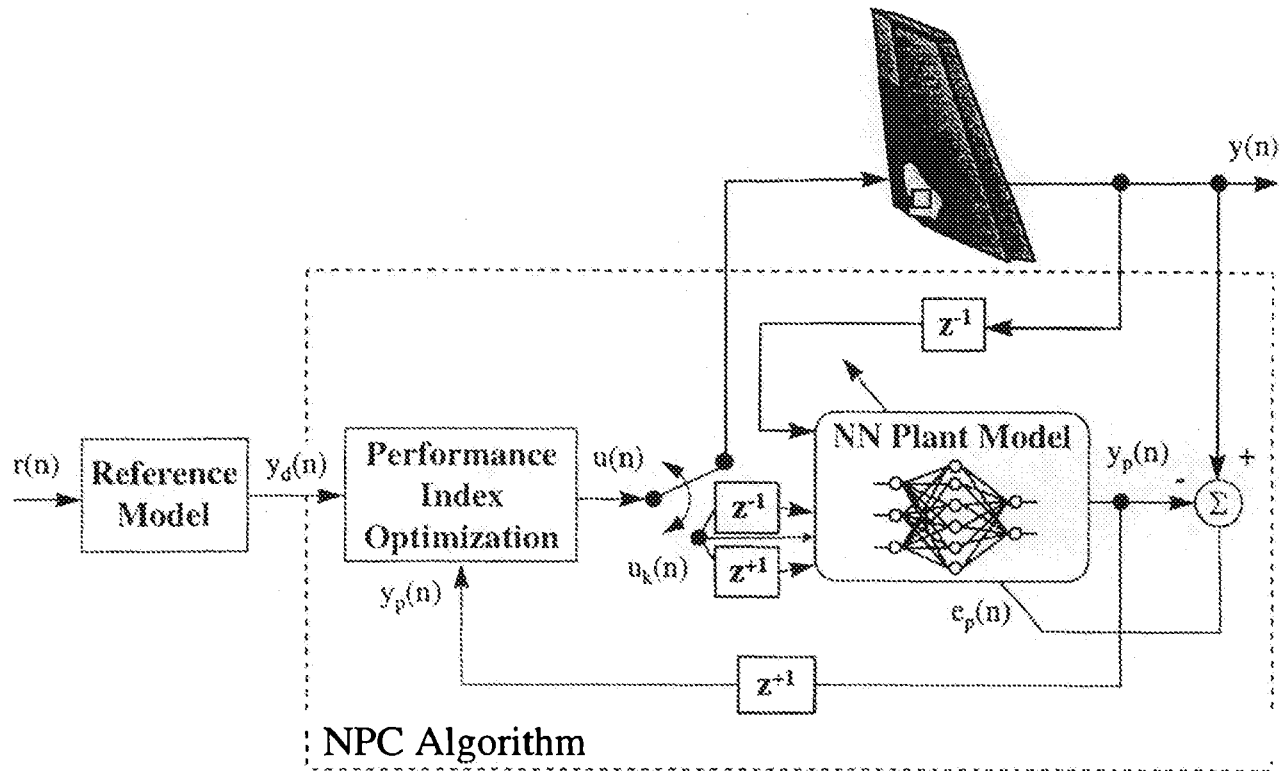 y(n)
z⁻¹
r(n)
Reference
Model
y_d(n)
Performance
Index
Optimization
u(n)
z⁻¹
z⁺¹
u_k(n)
NN Plant Model
y_p(n)
+
-
Σ
y_p(n)
e_p(n)
z⁺¹
NPC Algorithm